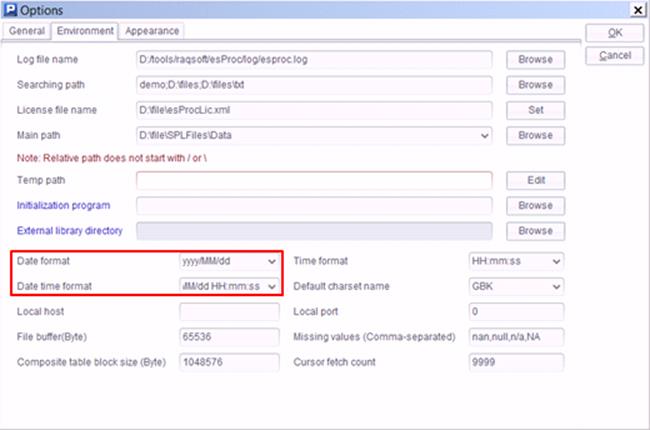 Options
General Environment Appearance
OK
Cancel
Log file name D:/tools/raqsoft/esProc/log/esproc.log Browse
Searching path demo;D:\files;D:\files\txt Browse
License file name D:\file\esProcLic.xml Set
Main path D:\file\SPLFiles\Data Browse
Note: Relative path does not start with / or \
Temp path Edit
Initialization program Browse
External library directory Browse
Date format yyyy/MM/dd Time format HH:mm:ss
Date time format /MM/dd HH:mm:ss Default charset name GBK
Local host Local port 0
File buffer(Byte) 65536 Missing values (Comma-separated) nan,null,n/a,NA
Composite table block size (Byte) 1048576 Cursor fetch count 9999